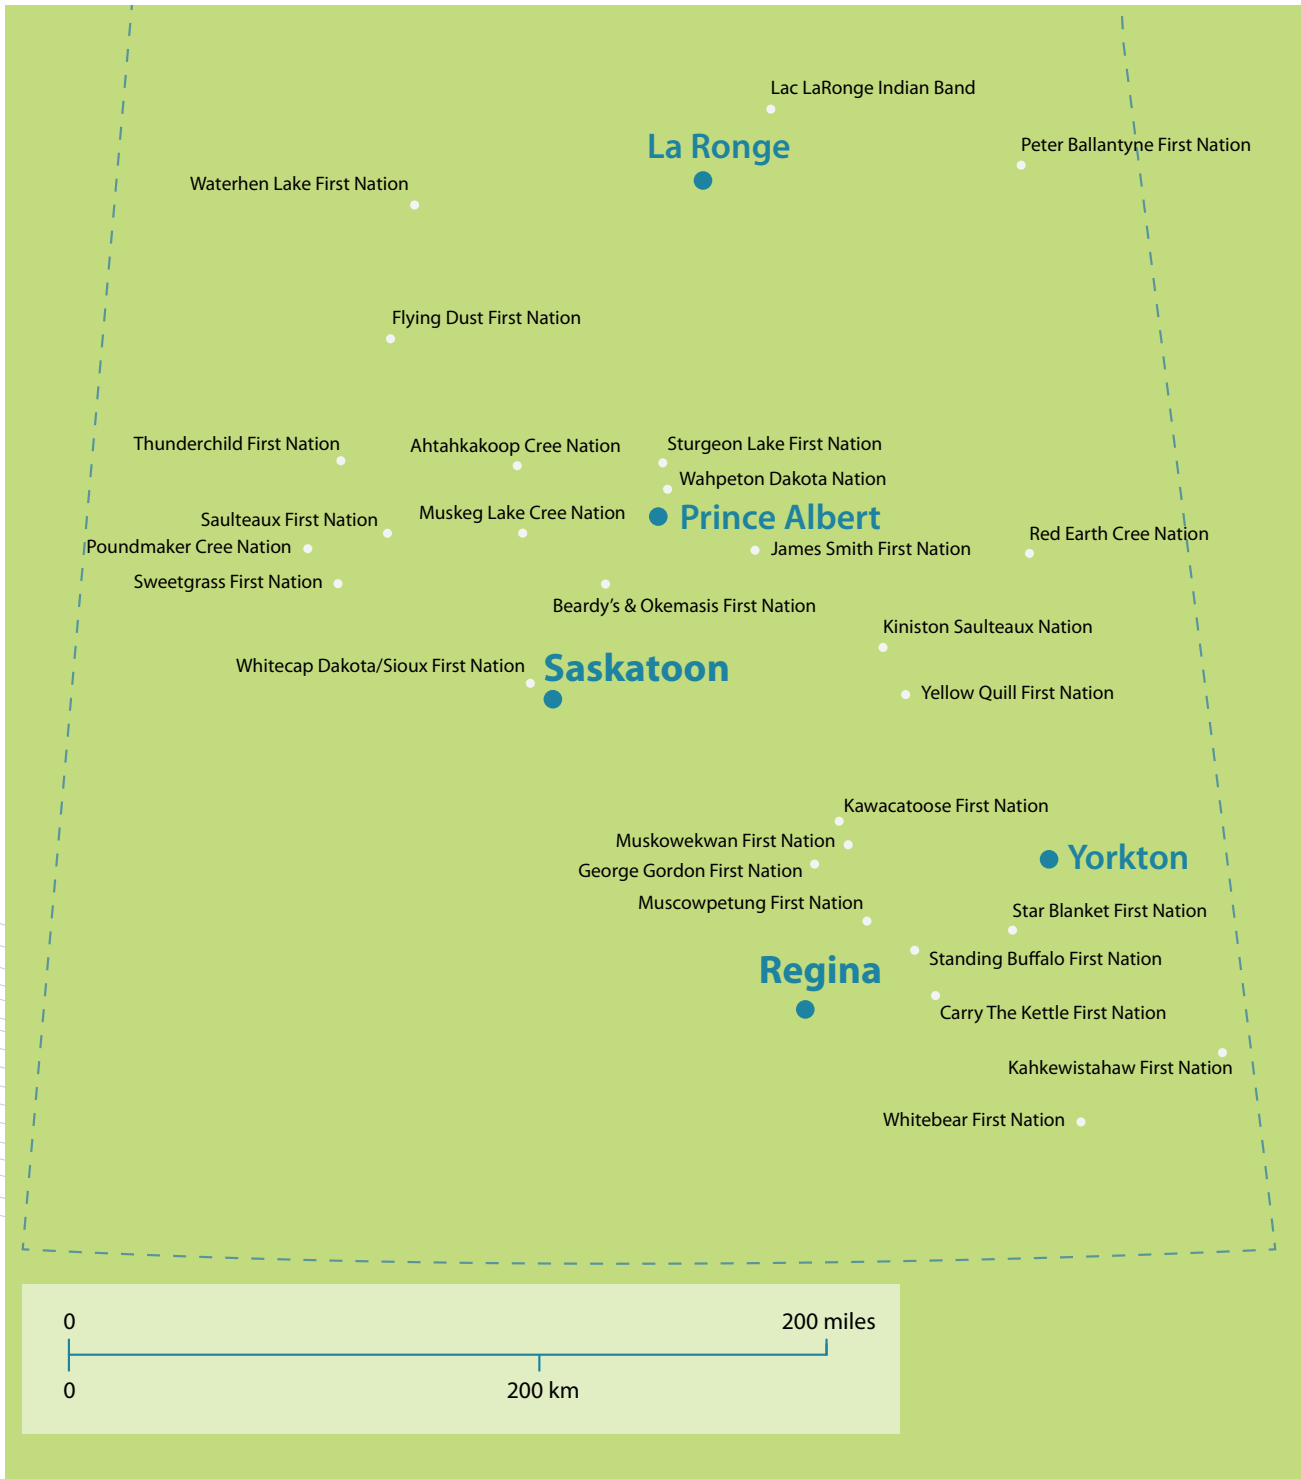 Lac LaRonge Indian Band
La Ronge
Peter Ballantyne First Nation
Waterhen Lake First Nation
Flying Dust First Nation
Thunderchild First Nation
Ahtahkakoop Cree Nation
Sturgeon Lake First Nation
Wahpeton Dakota Nation
Saulteaux First Nation
Muskeg Lake Cree Nation
Prince Albert
Poundmaker Cree Nation
James Smith First Nation
Red Earth Cree Nation
Sweetgrass First Nation
Beardy's & Okemasis First Nation
Kiniston Saulteaux Nation
Whitecap Dakota/Sioux First Nation
Saskatoon
Yellow Quill First Nation
Kawacatoose First Nation
Muskowekwan First Nation
Yorkton
George Gordon First Nation
Muscowpetung First Nation
Star Blanket First Nation
Standing Buffalo First Nation
Regina
Carry The Kettle First Nation
Kahkewistahaw First Nation
Whitebear First Nation
0 200 miles
0 200 km